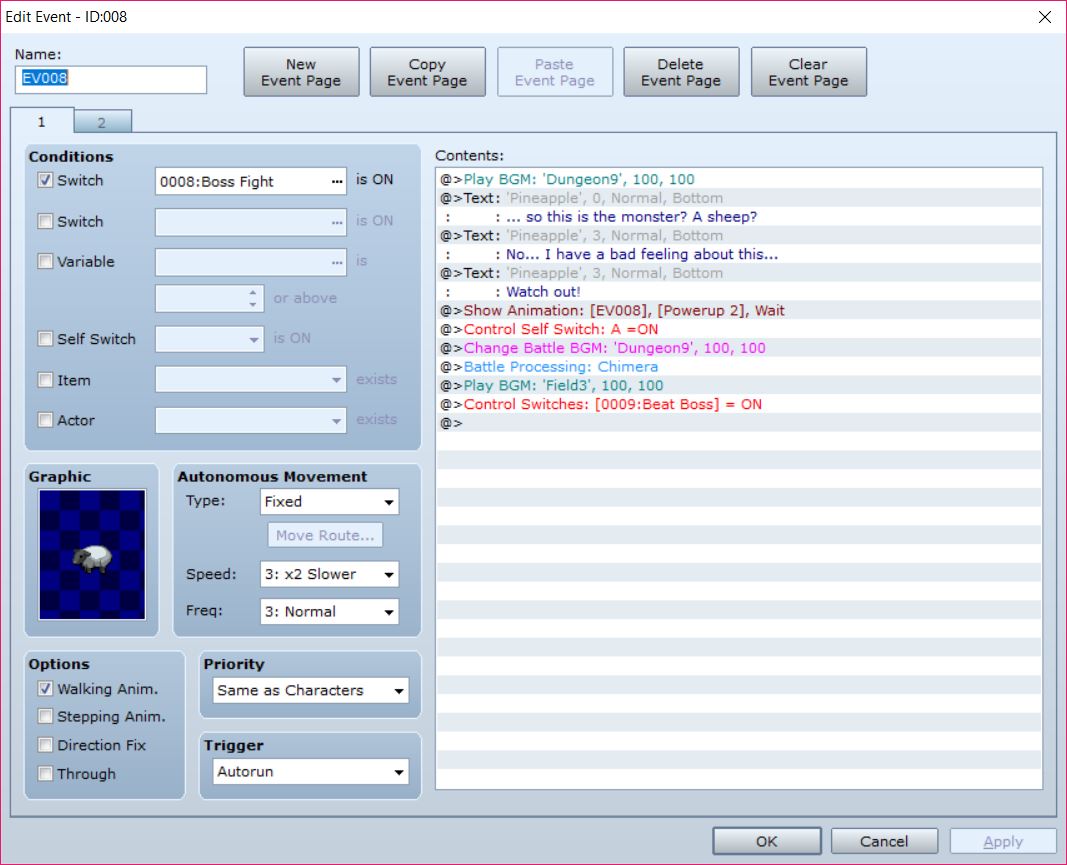 Edit Event - ID:008
Name:
EV008
New
Event Page
Copy
Event Page
Paste
Event Page
Delete
Event Page
Clear
Event Page
1
2
Conditions
Switch
0008:Boss Fight
...
is ON
Switch
...
is ON
Variable
...
is
or above
Self Switch
is ON
Item
exists
Actor
exists
Graphic
Autonomous Movement
Type:
Fixed
Move Route...
Speed:
3: x2 Slower
Freq:
3: Normal
Options
Walking Anim.
Stepping Anim.
Direction Fix
Through
Priority
Same as Characters
Trigger
Autorun
Contents:
@>Play BGM: 'Dungeon9', 100, 100
@>Text: 'Pineapple', 0, Normal, Bottom
: : ... so this is the monster? A sheep?
@>Text: 'Pineapple', 3, Normal, Bottom
: : No... I have a bad feeling about this...
@>Text: 'Pineapple', 3, Normal, Bottom
: : Watch out!
@>Show Animation: [EV008], [Powerup 2], Wait
@>Control Self Switch: A =ON
@>Change Battle BGM: 'Dungeon9', 100, 100
@>Battle Processing: Chimera
@>Play BGM: 'Field3', 100, 100
@>Control Switches: [0009:Beat Boss] = ON
@>
OK
Cancel
Apply